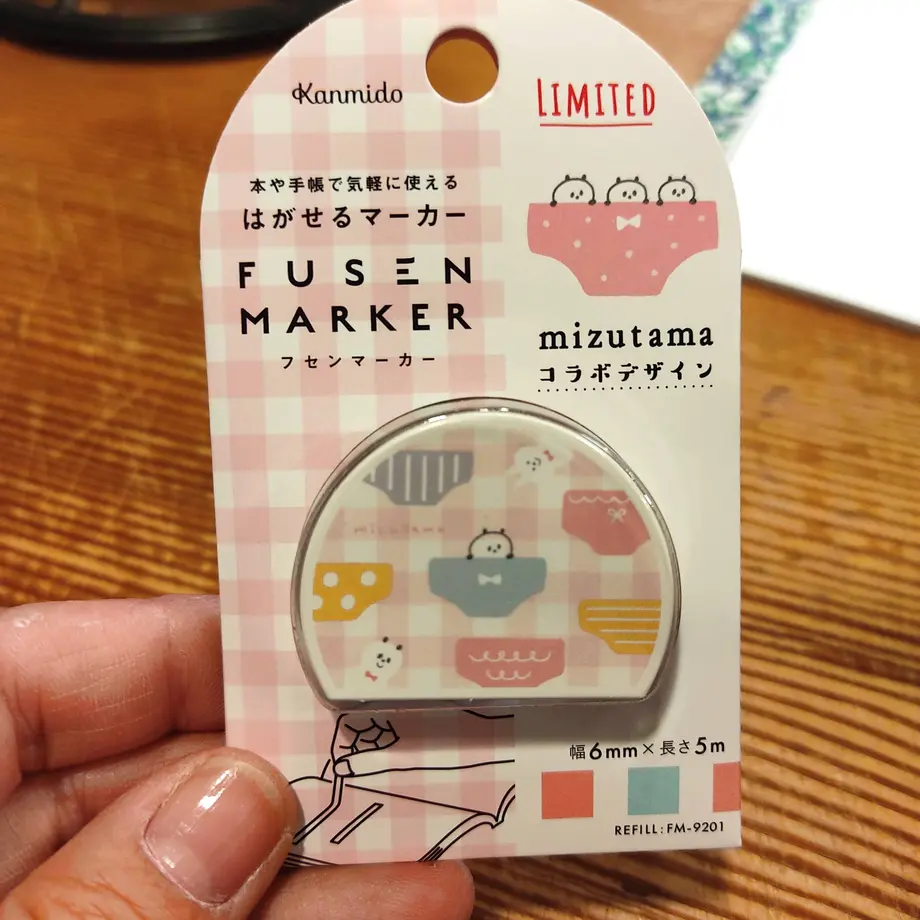 Kanmido
LIMITED
本や手帳で気軽に使える
はがせるマーカー
FUSEN
MARKER
フセンマーカー
mizutama
コラボデザイン
mizutama
幅6mm×長さ5m
REFILL:FM-9201